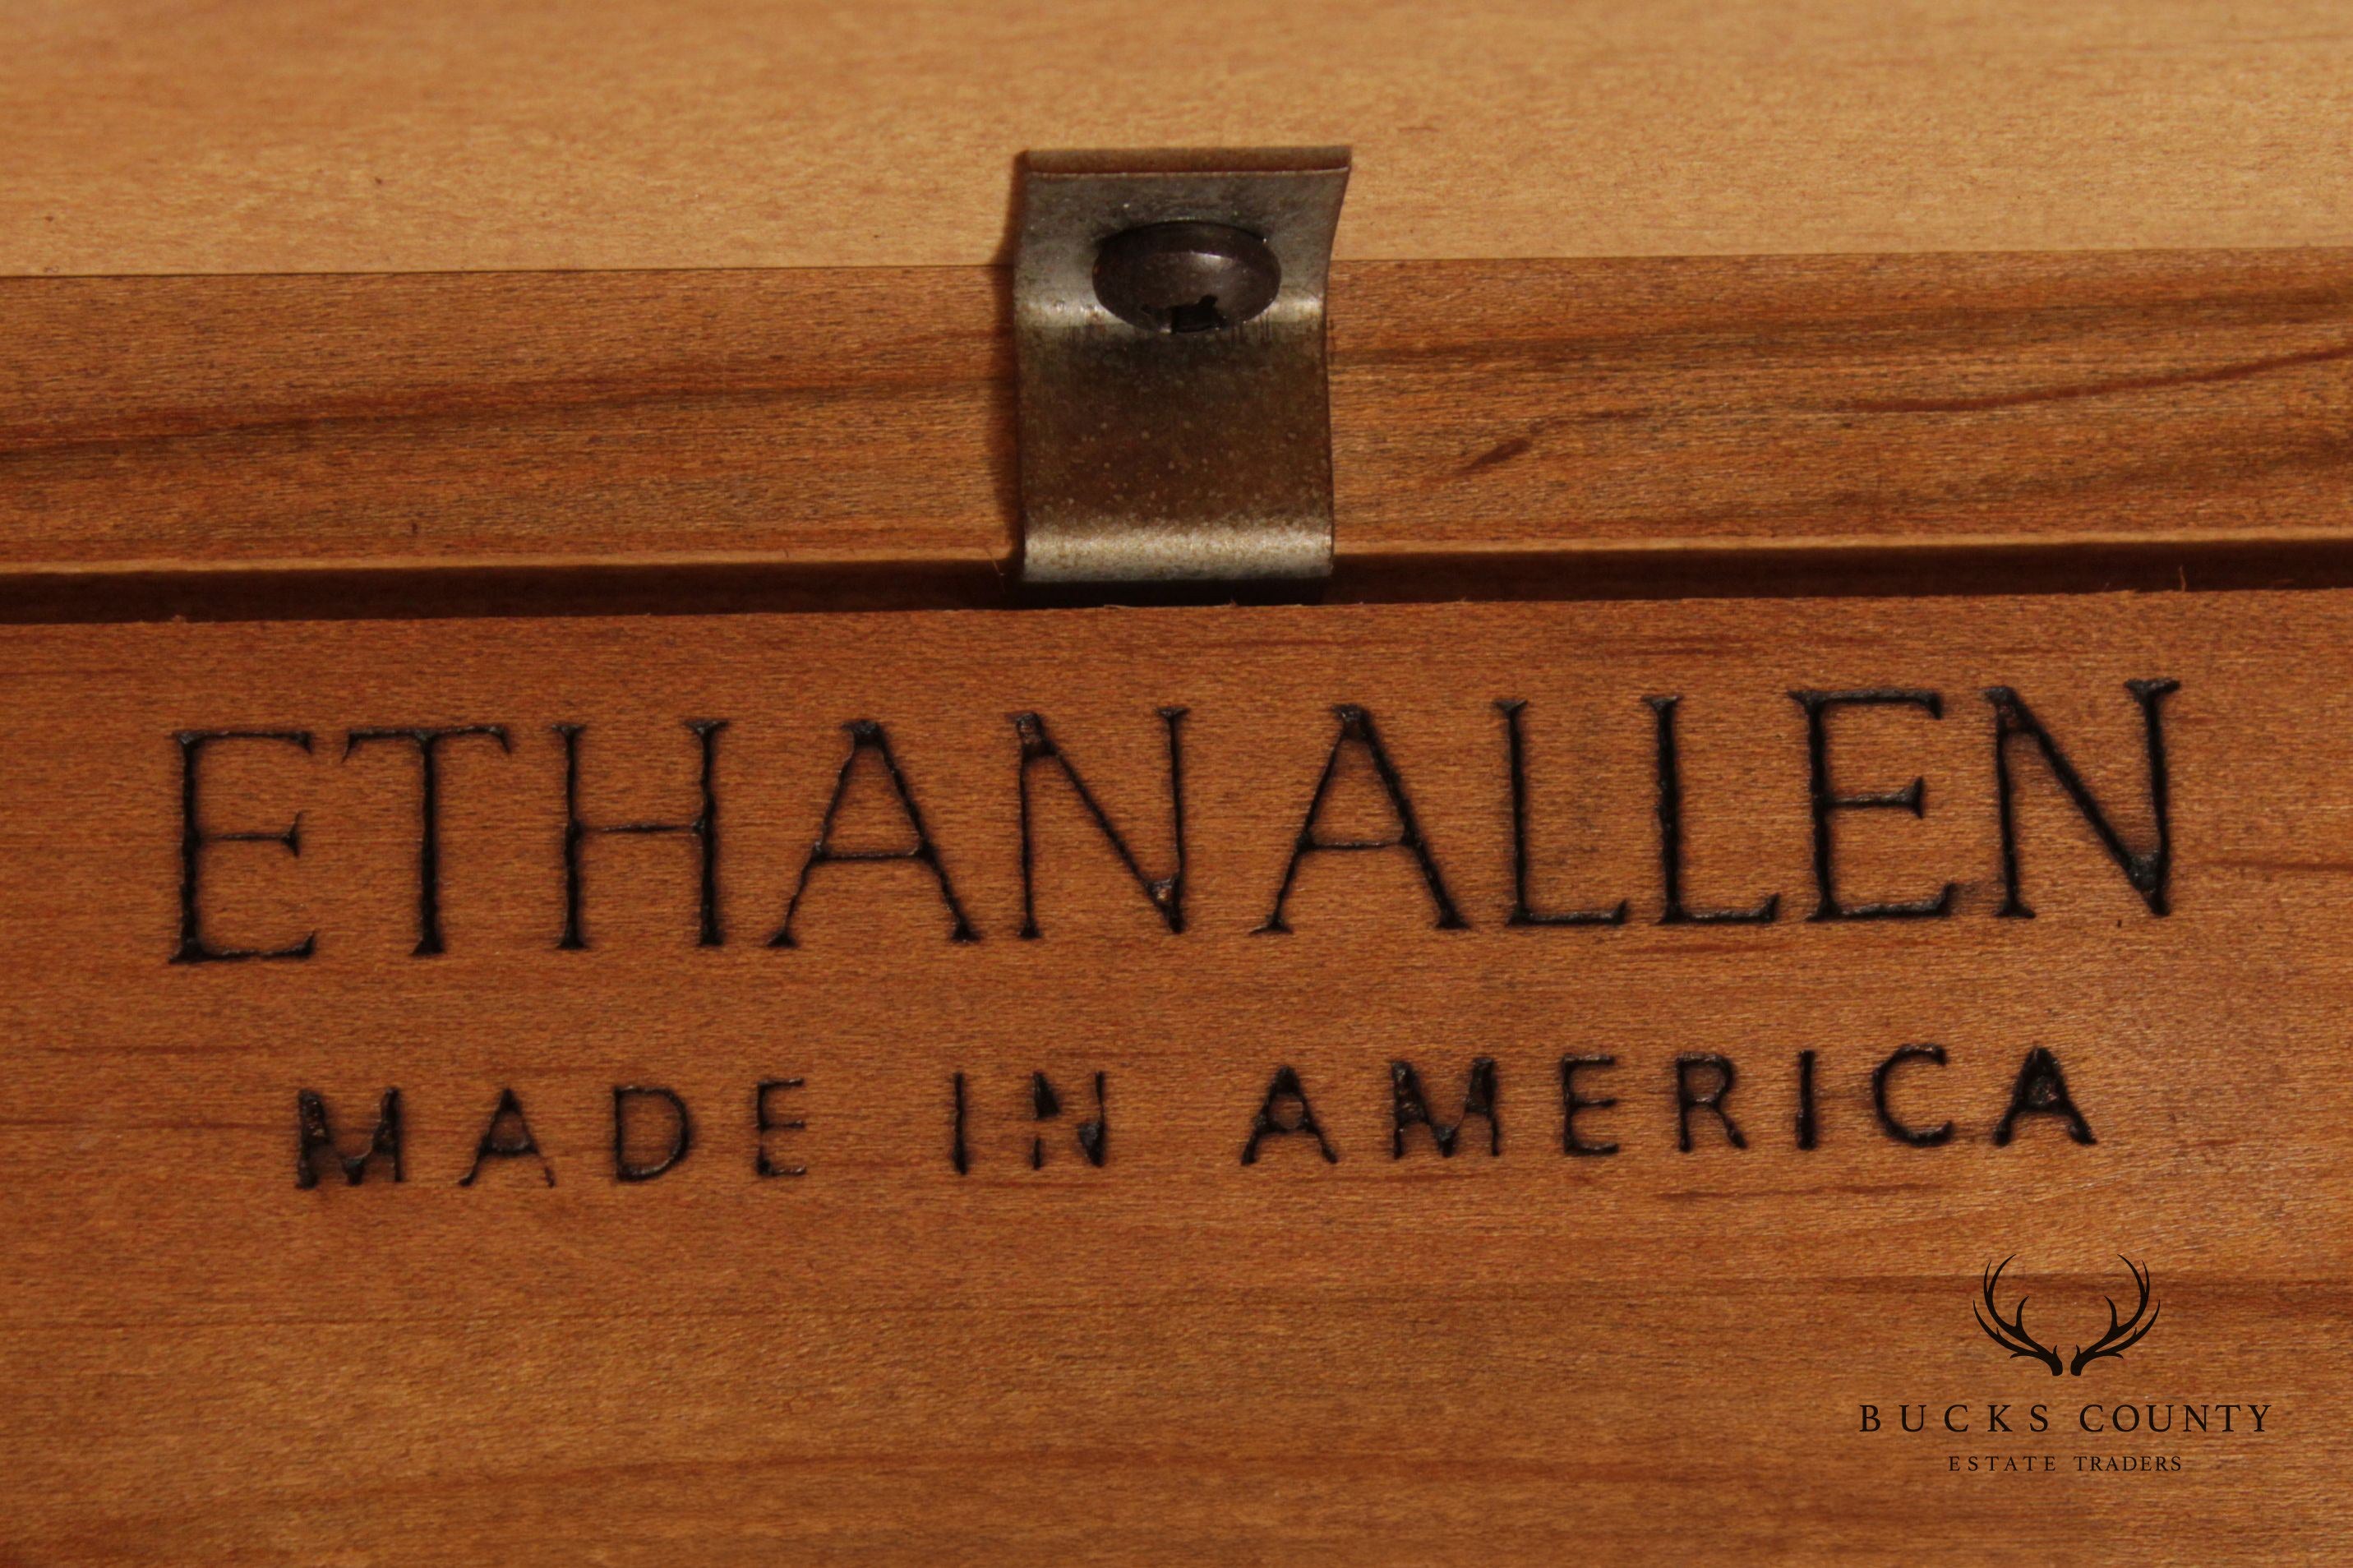 ETHAN ALLEN
MADE IN AMERICA
BUCKS COUNTY
ESTATE TRADERS